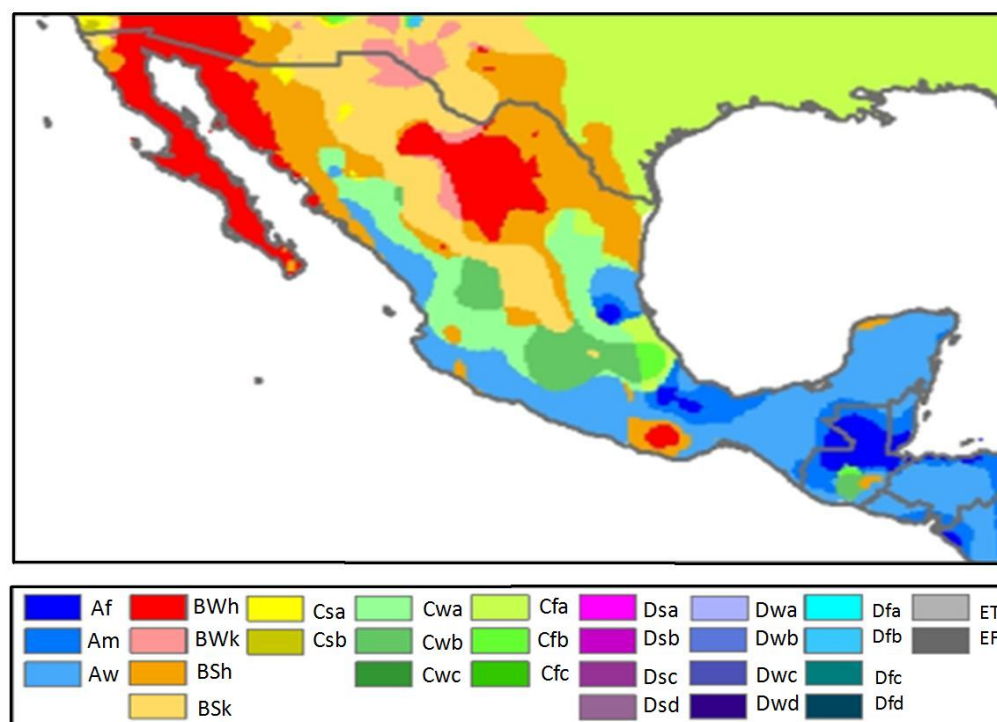 Af BWh Csa Cwa Cfa Dsa Dwa Dfa ET
Am BWk Csb Cwb Cfb Dsb Dwb Dfb EF
Aw BSh Cwc Cfc Dsc Dwc Dfc
BSk Dsd Dwd Dfd